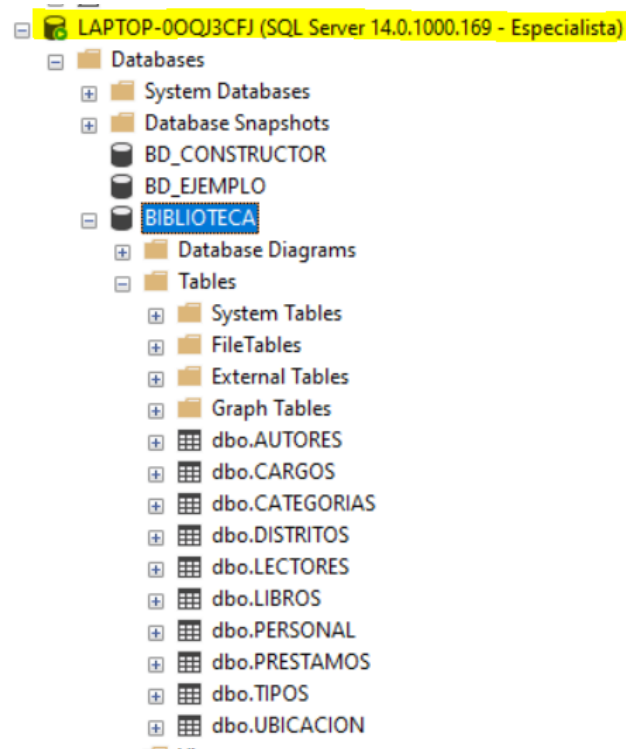 LAPTOP-0OQJ3CFJ (SQL Server 14.0.1000.169 - Especialista)
Databases
System Databases
Database Snapshots
BD_CONSTRUCTOR
BD_EJEMPLO
BIBLIOTECA
Database Diagrams
Tables
System Tables
FileTables
External Tables
Graph Tables
dbo.AUTORES
dbo.CARGOS
dbo.CATEGORIAS
dbo.DISTRITOS
dbo.LECTORES
dbo.LIBROS
dbo.PERSONAL
dbo.PRESTAMOS
dbo.TIPOS
dbo.UBICACION